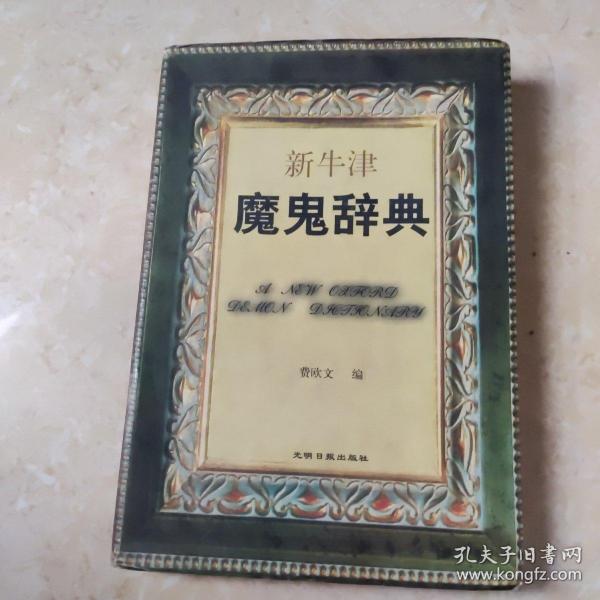 新牛津
魔鬼辞典
A NEW OXFORD
DEMON DICTIONARY
费欧文 编
光明日报出版社
孔夫子旧书网
www.kongfz.com